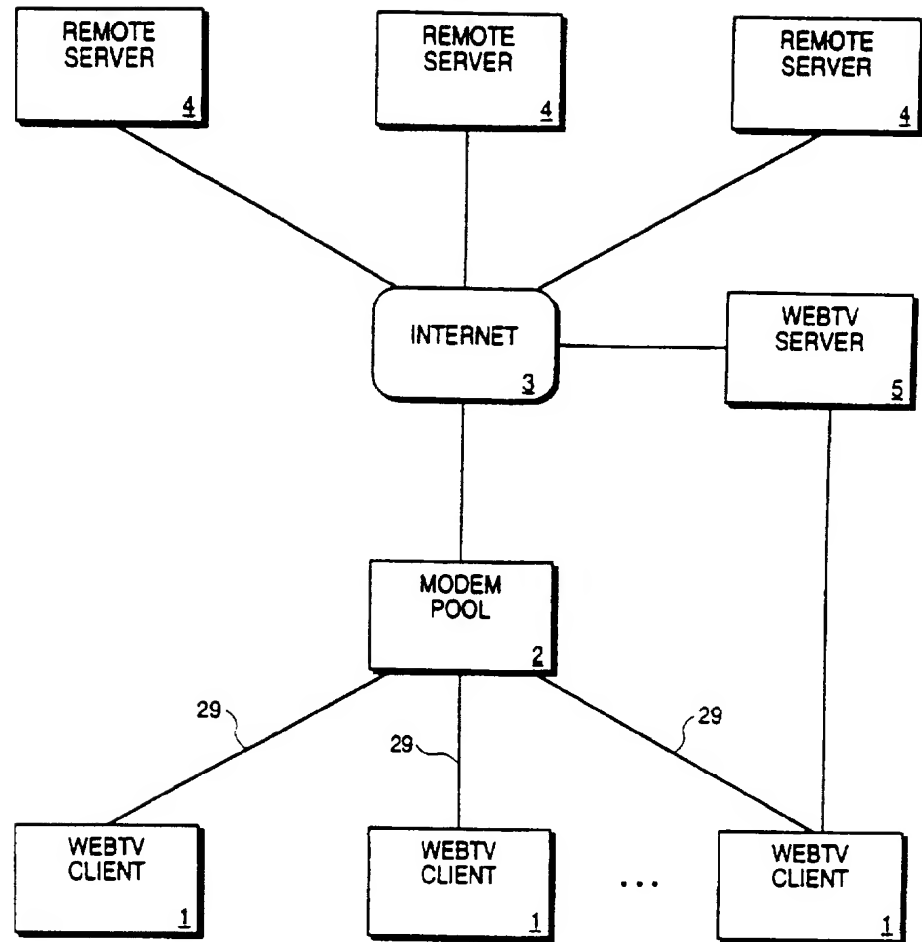 REMOTE
SERVER
4
REMOTE
SERVER
4
REMOTE
SERVER
4
INTERNET
3
WEBTV
SERVER
5
MODEM
POOL
2
29
29
29
WEBTV
CLIENT
1
WEBTV
CLIENT
1
...
WEBTV
CLIENT
1